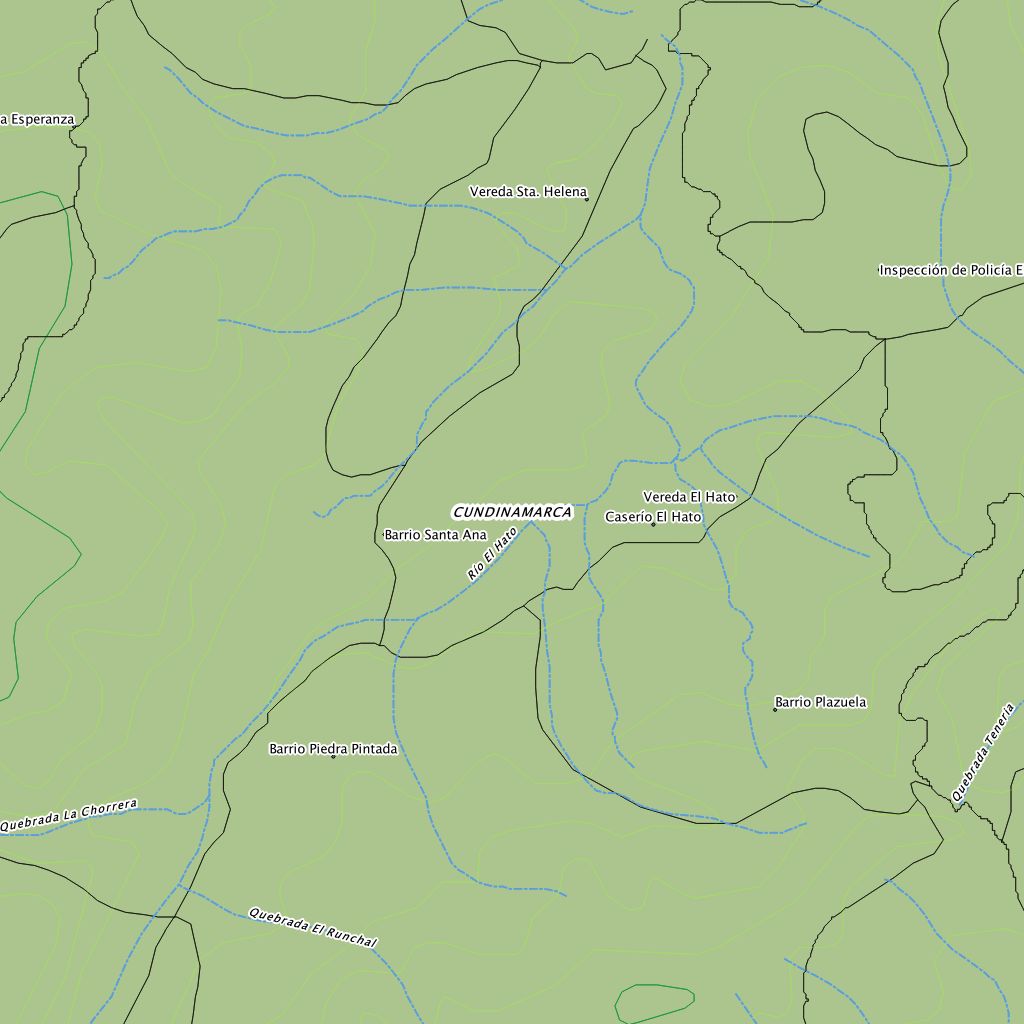 a Esperanza
Vereda Sta. Helena
Inspección de Policía E
Vereda El Hato
CUNDINAMARCA
Caserío El Hato
Barrio Santa Ana
Río El Hato
Barrio Plazuela
Quebrada Teneria
Barrio Piedra Pintada
Quebrada La Chorrera
Quebrada El Runchal